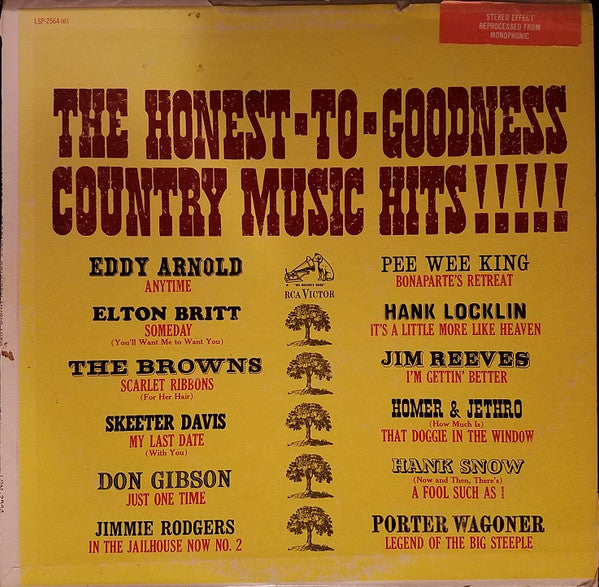 LSP-2564 (e)
STEREO EFFECT
REPROCESSED FROM
MONOPHONIC
THE HONEST-TO-GOODNESS
COUNTRY MUSIC HITS!!!!!
EDDY ARNOLD
ANYTIME
ELTON BRITT
SOMEDAY
(You'll Want Me to Want You)
THE BROWNS
SCARLET RIBBONS
(For Her Hair)
SKEETER DAVIS
MY LAST DATE
(With You)
DON GIBSON
JUST ONE TIME
JIMMIE RODGERS
IN THE JAILHOUSE NOW NO. 2
"HIS MASTER'S VOICE"
RCA VICTOR
PEE WEE KING
BONAPARTE'S RETREAT
HANK LOCKLIN
IT'S A LITTLE MORE LIKE HEAVEN
JIM REEVES
I'M GETTIN' BETTER
HOMER & JETHRO
(How Much Is)
THAT DOGGIE IN THE WINDOW
HANK SNOW
(Now and Then, There's)
A FOOL SUCH AS I
PORTER WAGONER
LEGEND OF THE BIG STEEPLE